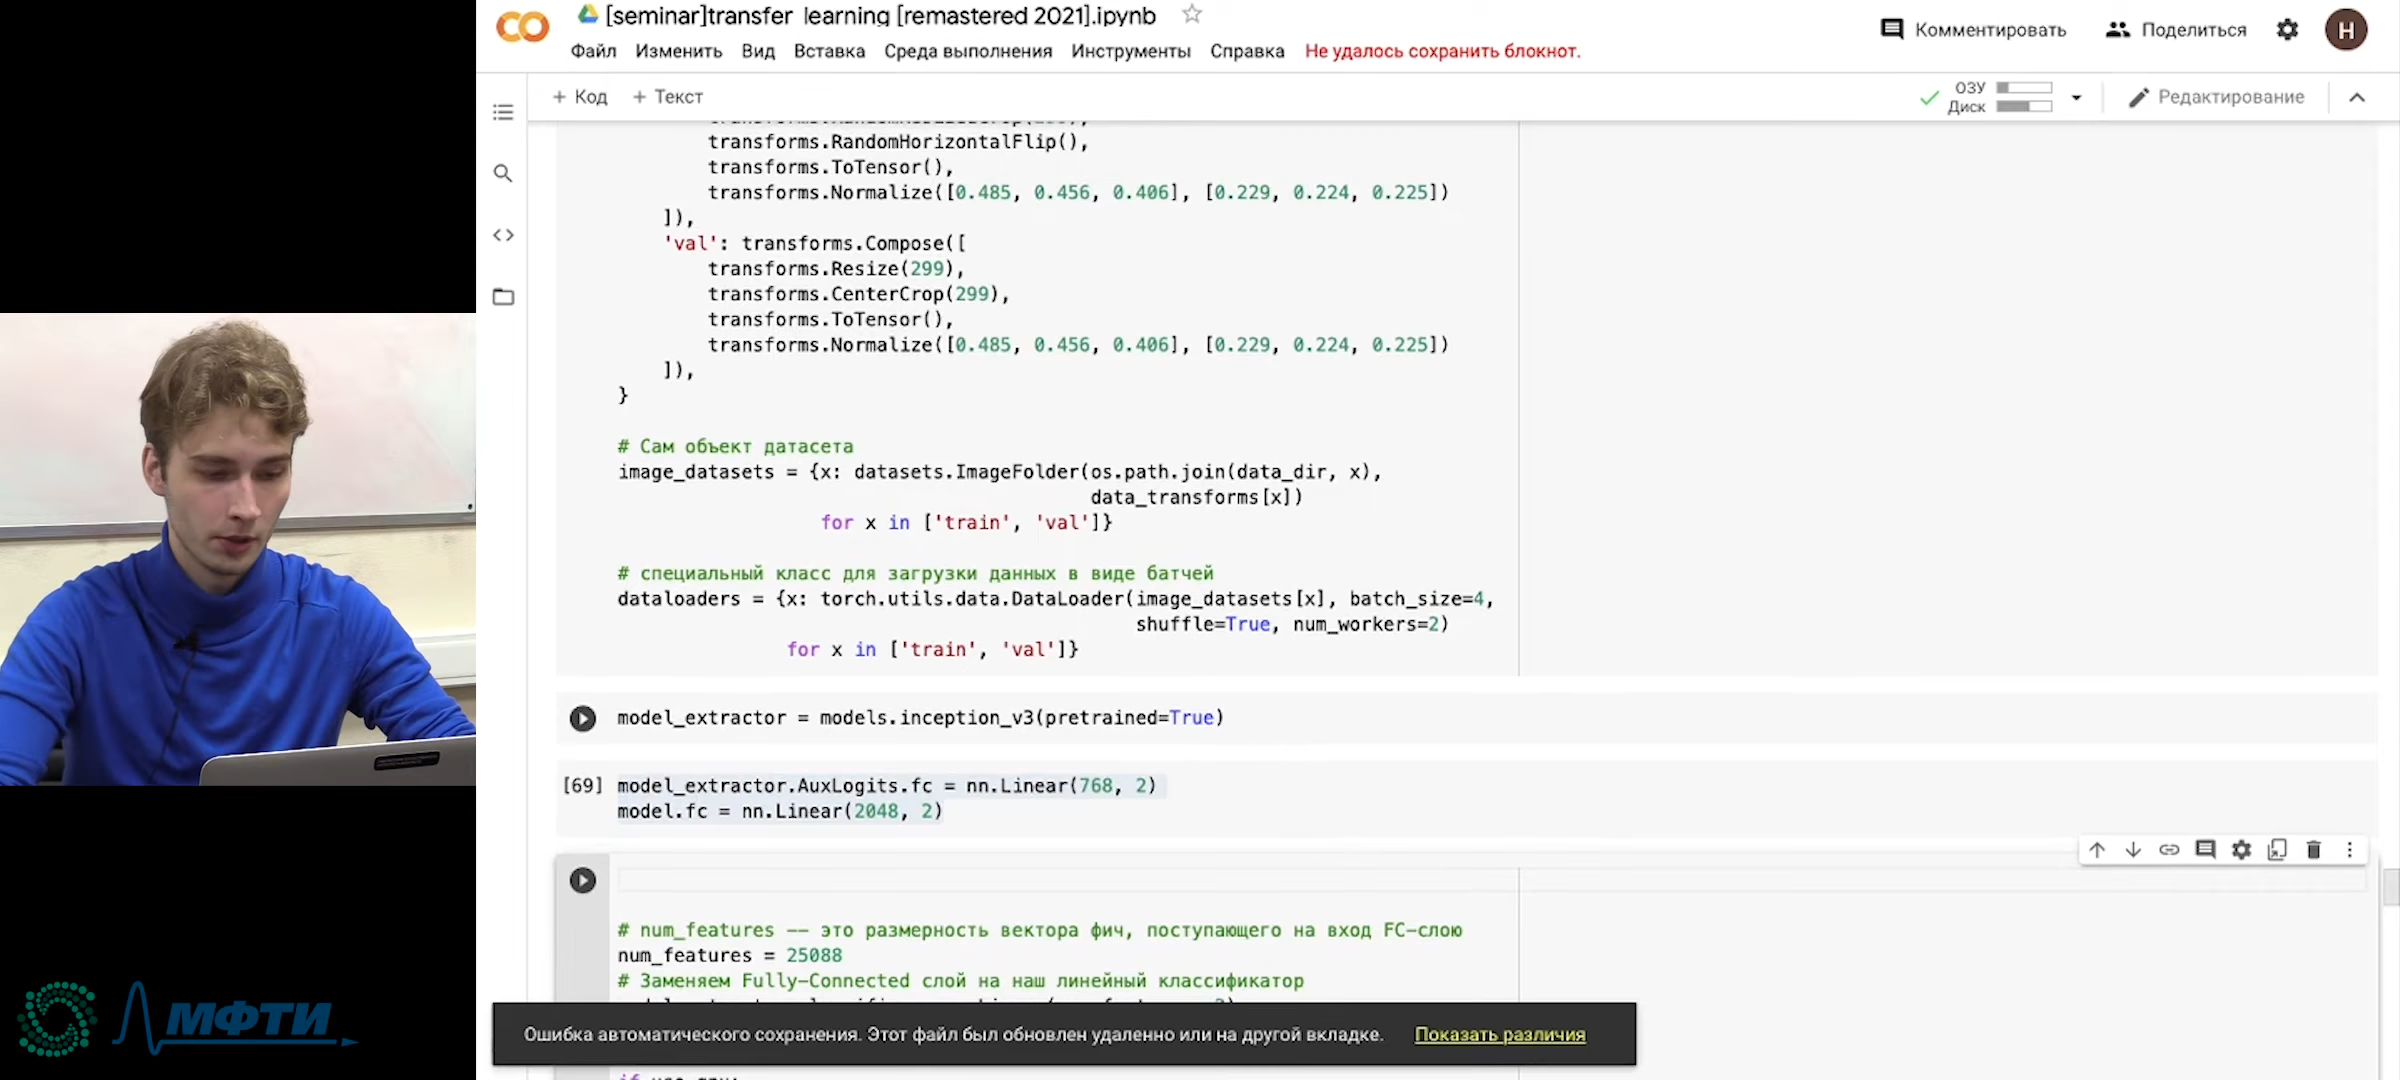 [seminar]transfer_learning [remastered 2021].ipynb
Файл Изменить Вид Вставка Среда выполнения Инструменты Справка Не удалось сохранить блокнот.
Комментировать Поделиться Н
+ Код + Текст
ОЗУ
Диск
Редактирование
transforms.RandomHorizontalFlip(),
transforms.ToTensor(),
transforms.Normalize([0.485, 0.456, 0.406], [0.229, 0.224, 0.225])
]),
'val': transforms.Compose([
transforms.Resize(299),
transforms.CenterCrop(299),
transforms.ToTensor(),
transforms.Normalize([0.485, 0.456, 0.406], [0.229, 0.224, 0.225])
]),
}
# Сам объект датасета
image_datasets = {x: datasets.ImageFolder(os.path.join(data_dir, x),
data_transforms[x])
for x in ['train', 'val']}
# специальный класс для загрузки данных в виде батчей
dataloaders = {x: torch.utils.data.DataLoader(image_datasets[x], batch_size=4,
shuffle=True, num_workers=2)
for x in ['train', 'val']}
model_extractor = models.inception_v3(pretrained=True)
[69] model_extractor.AuxLogits.fc = nn.Linear(768, 2)
model.fc = nn.Linear(2048, 2)
# num_features -- это размерность вектора фич, поступающего на вход FC-слою
num_features = 25088
# Заменяем Fully-Connected слой на наш линейный классификатор
Ошибка автоматического сохранения. Этот файл был обновлен удаленно или на другой вкладке. Показать различия
МФТИ